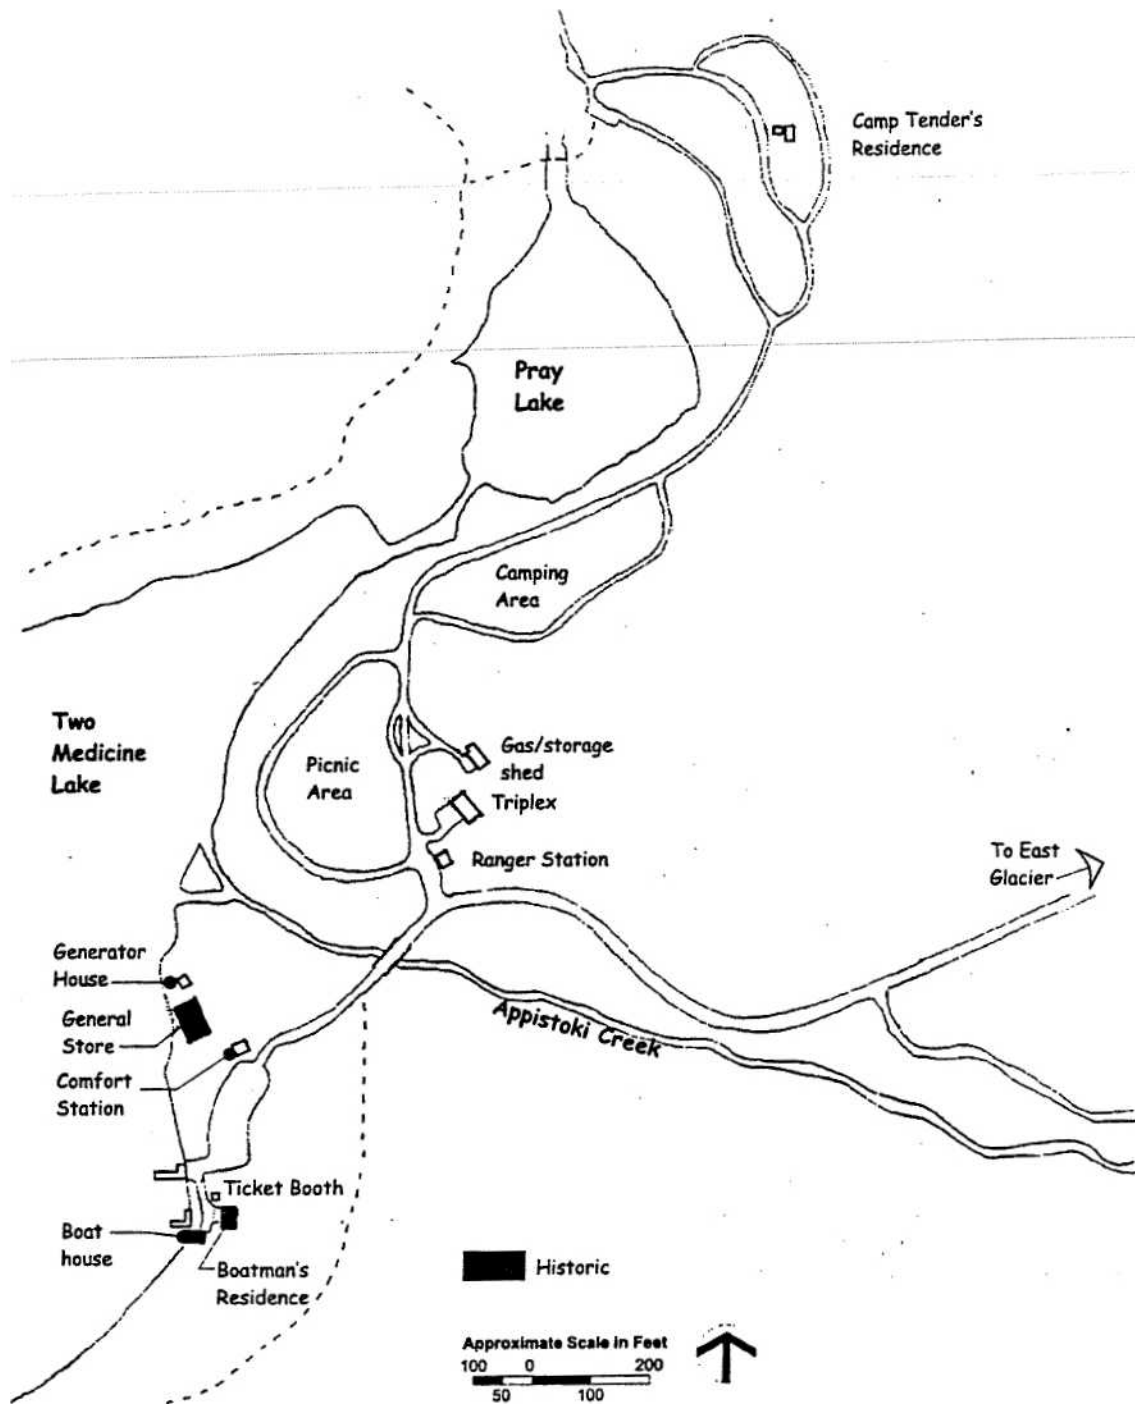 Camp Tender's
Residence
Pray
Lake
Camping
Area
Two
Medicine
Lake
Picnic
Area
Gas/storage
shed
Triplex
Ranger Station
To East
Glacier
Generator
House
General
Store
Appistoki Creek
Comfort
Station
Ticket Booth
Boat
house
Boatman's
Residence
Historic
Approximate Scale in Feet
100 0 200
50 100